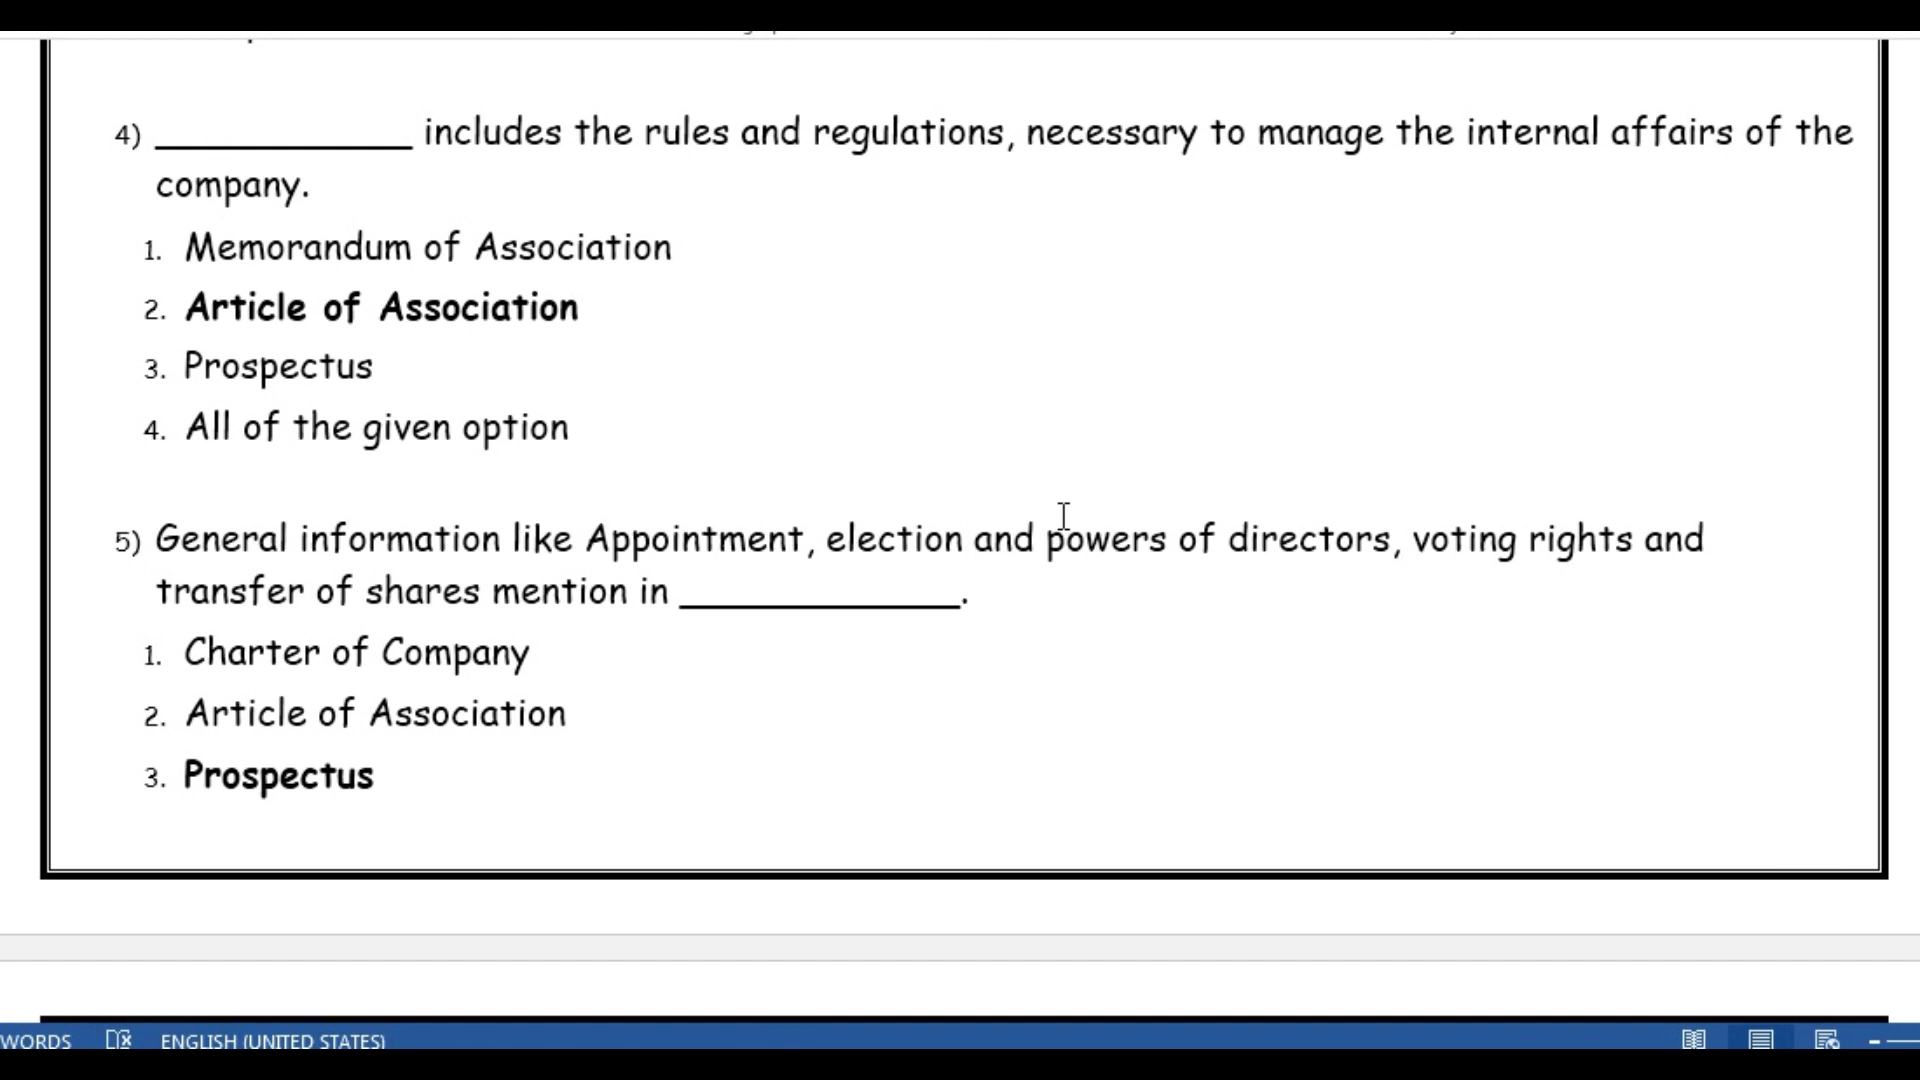 4) ____________ includes the rules and regulations, necessary to manage the internal affairs of the
company.
1. Memorandum of Association
2. Article of Association
3. Prospectus
4. All of the given option
5) General information like Appointment, election and powers of directors, voting rights and
transfer of shares mention in _____________.
1. Charter of Company
2. Article of Association
3. Prospectus
WORDS ENGLISH (UNITED STATES)